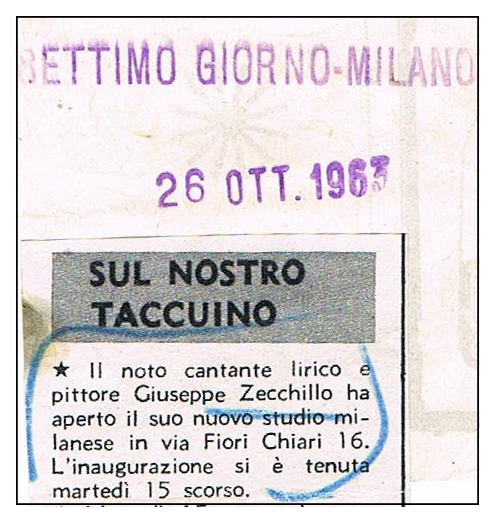 SETTIMO GIORNO-MILANO
26 OTT. 1963
SUL NOSTRO
TACCUINO
★ Il noto cantante lirico e
pittore Giuseppe Zecchillo ha
aperto il suo nuovo studio mi-
lanese in via Fiori Chiari 16.
L'inaugurazione si è tenuta
martedì 15 scorso.